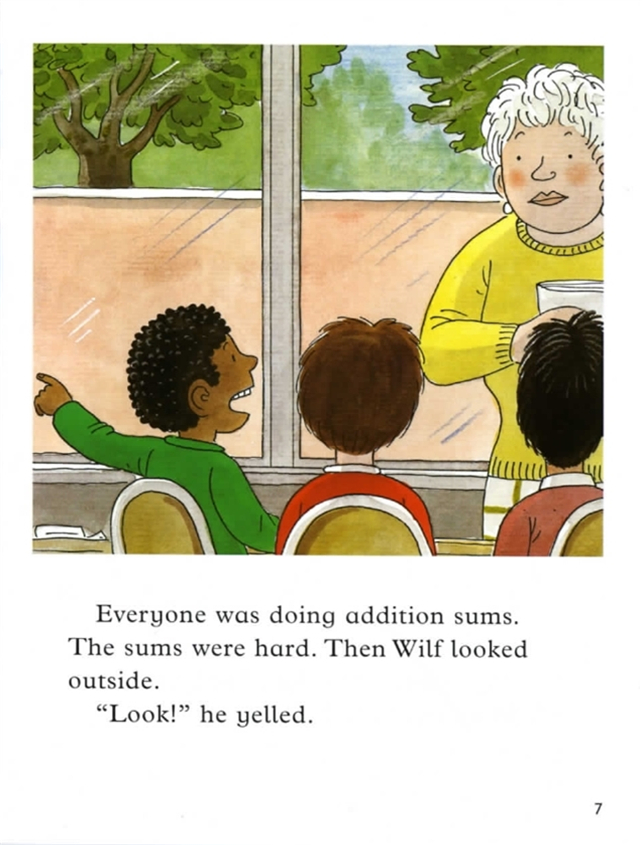 Everyone was doing addition sums.
The sums were hard. Then Wilf looked
outside.
“Look!” he yelled.
7